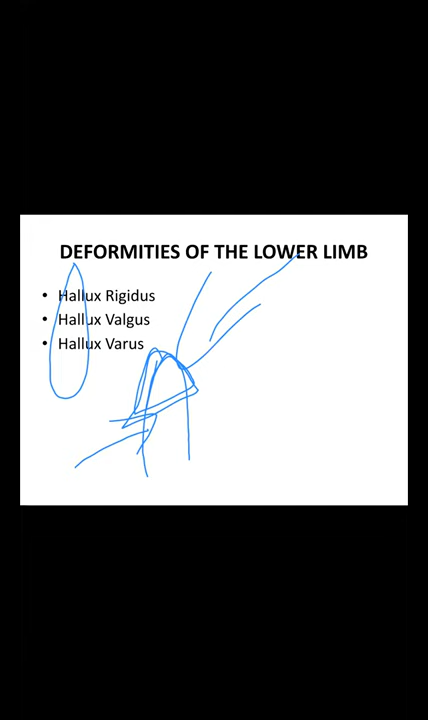 DEFORMITIES OF THE LOWER LIMB
• Hallux Rigidus
• Hallux Valgus
• Hallux Varus